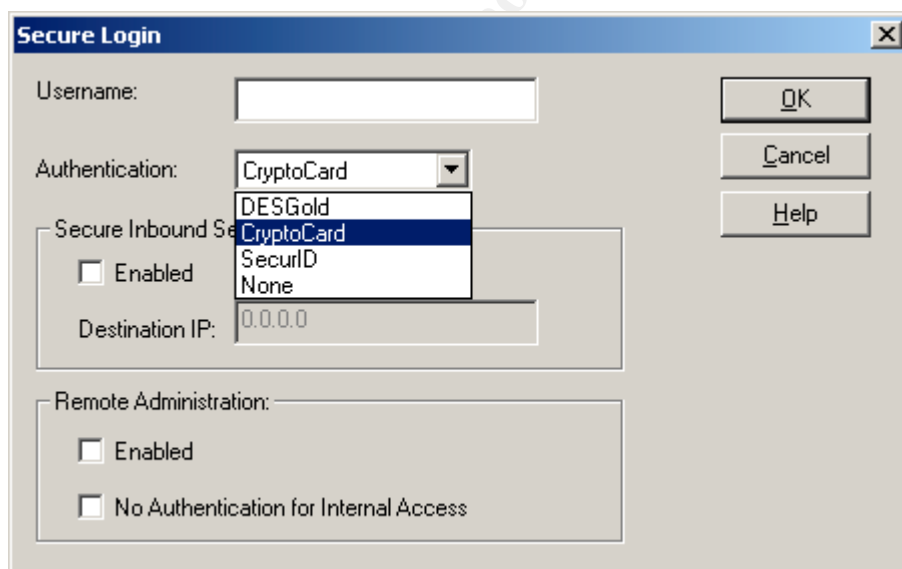 Secure Login
Username:
OK
Authentication:
CryptoCard
Cancel
DESGold
CryptoCard
SecurID
None
Help
Secure Inbound Se
Enabled
Destination IP:
0.0.0.0
Remote Administration:
Enabled
No Authentication for Internal Access